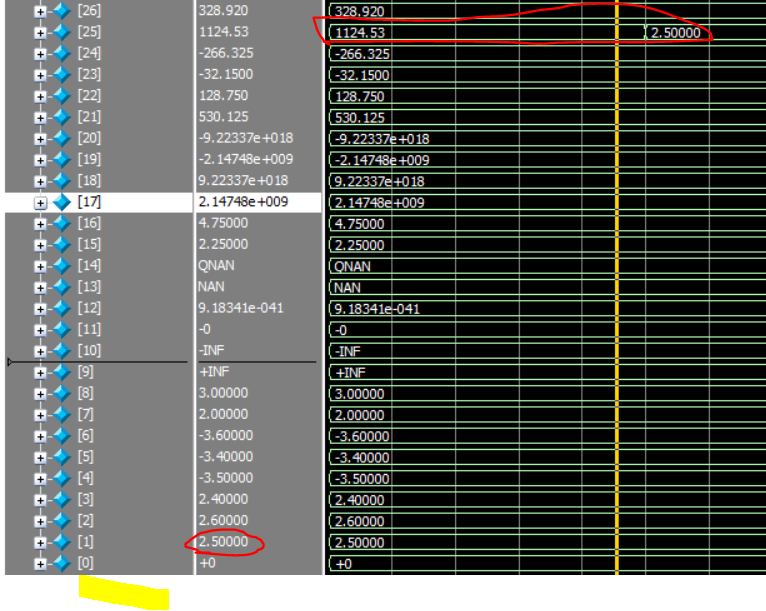 [26] 328.920 328.920
[25] 1124.53 1124.53 2.50000
[24] -266.325 -266.325
[23] -32.1500 -32.1500
[22] 128.750 128.750
[21] 530.125 530.125
[20] -9.22337e+018 -9.22337e+018
[19] -2.14748e+009 -2.14748e+009
[18] 9.22337e+018 9.22337e+018
[17] 2.14748e+009 2.14748e+009
[16] 4.75000 4.75000
[15] 2.25000 2.25000
[14] QNAN QNAN
[13] NAN NAN
[12] 9.18341e-041 9.18341e-041
[11] -0 -0
[10] -INF -INF
[9] +INF +INF
[8] 3.00000 3.00000
[7] 2.00000 2.00000
[6] -3.60000 -3.60000
[5] -3.40000 -3.40000
[4] -3.50000 -3.50000
[3] 2.40000 2.40000
[2] 2.60000 2.60000
[1] 2.50000 2.50000
[0] +0 +0